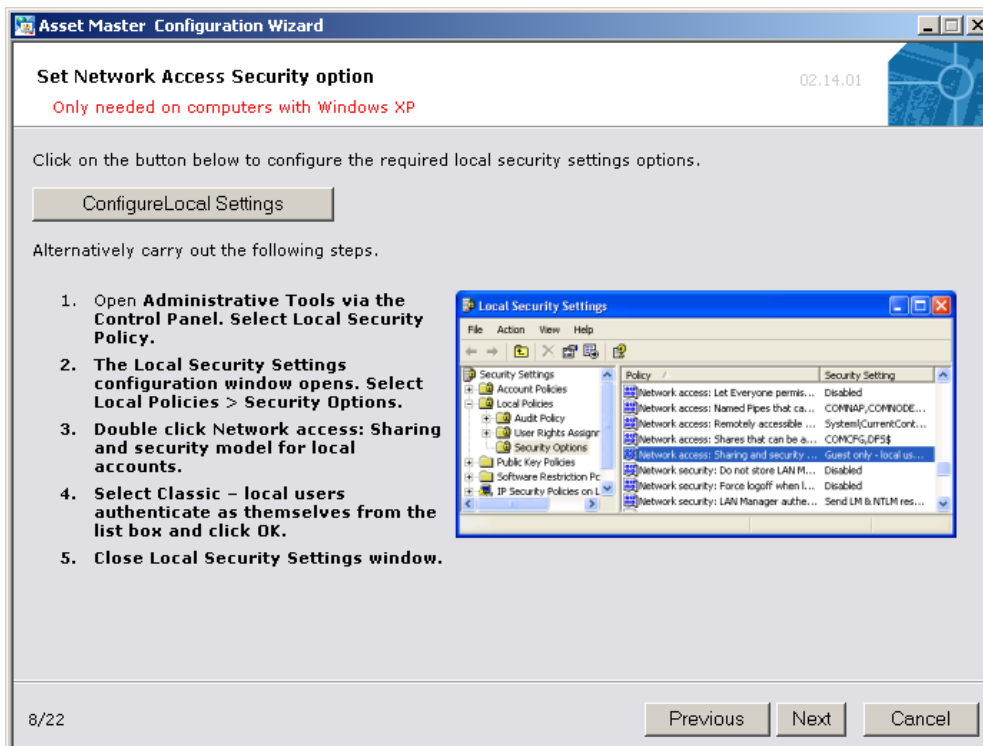 Asset Master Configuration Wizard
Set Network Access Security option
02.14.01
Only needed on computers with Windows XP
Click on the button below to configure the required local security settings options.
ConfigureLocal Settings
Alternatively carry out the following steps.
1. Open Administrative Tools via the
Control Panel. Select Local Security
Policy.
2. The Local Security Settings
configuration window opens. Select
Local Policies > Security Options.
3. Double click Network access: Sharing
and security model for local
accounts.
4. Select Classic – local users
authenticate as themselves from the
list box and click OK.
5. Close Local Security Settings window.
Local Security Settings
File Action View Help
Security Settings
Account Policies
Local Policies
Audit Policy
User Rights Assignr
Security Options
Public Key Policies
Software Restriction Pc
IP Security Policies on L
Policy / Security Setting
Network access: Let Everyone permis... Disabled
Network access: Named Pipes that ca... COMNAP,COMNODE...
Network access: Remotely accessible ... System\CurrentCont...
Network access: Shares that can be a... COMCFG,DFS$
Network access: Sharing and security ... Guest only - local us...
Network security: Do not store LAN M... Disabled
Network security: Force logoff when l... Disabled
Network security: LAN Manager authe... Send LM & NTLM res...
8/22
Previous
Next
Cancel